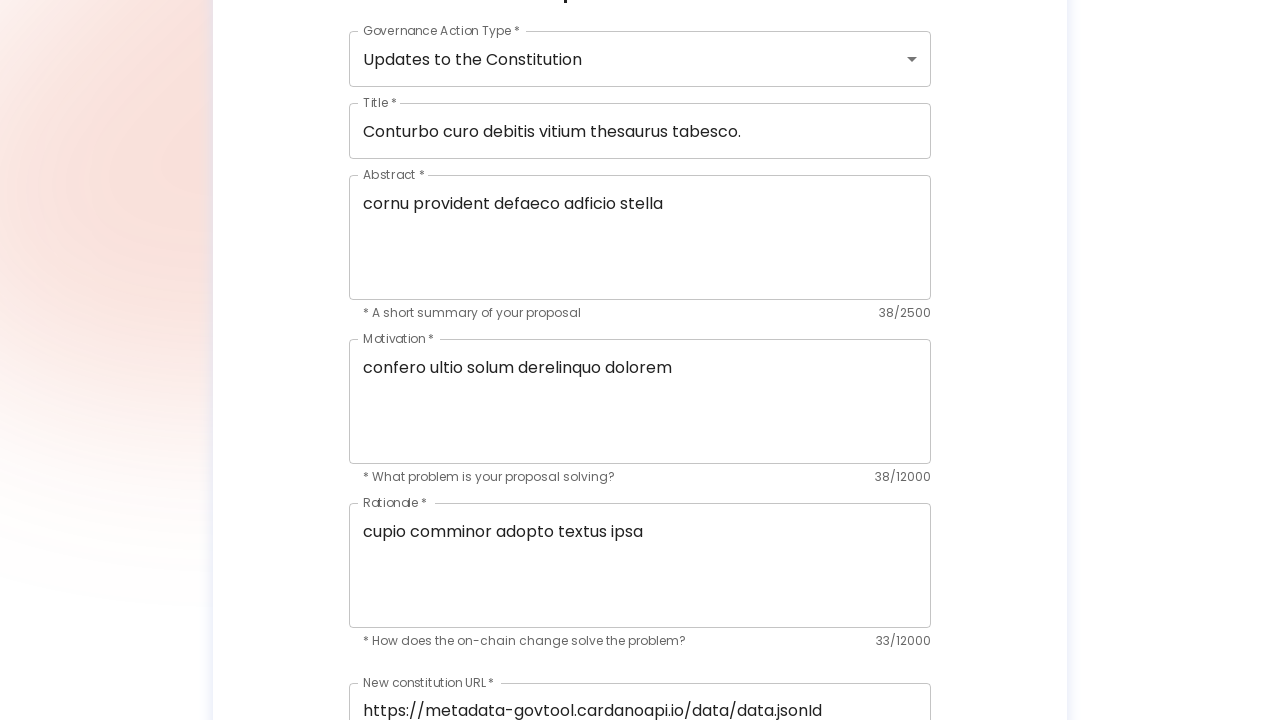 Governance Action Type *
Updates to the Constitution
Title *
Conturbo curo debitis vitium thesaurus tabesco.
Abstract *
cornu provident defaeco adficio stella
* A short summary of your proposal
38/2500
Motivation *
confero ultio solum derelinquo dolorem
* What problem is your proposal solving?
38/12000
Rationale *
cupio comminor adopto textus ipsa
* How does the on-chain change solve the problem?
33/12000
New constitution URL *
https://metadata-govtool.cardanoapi.io/data/data.jsonld